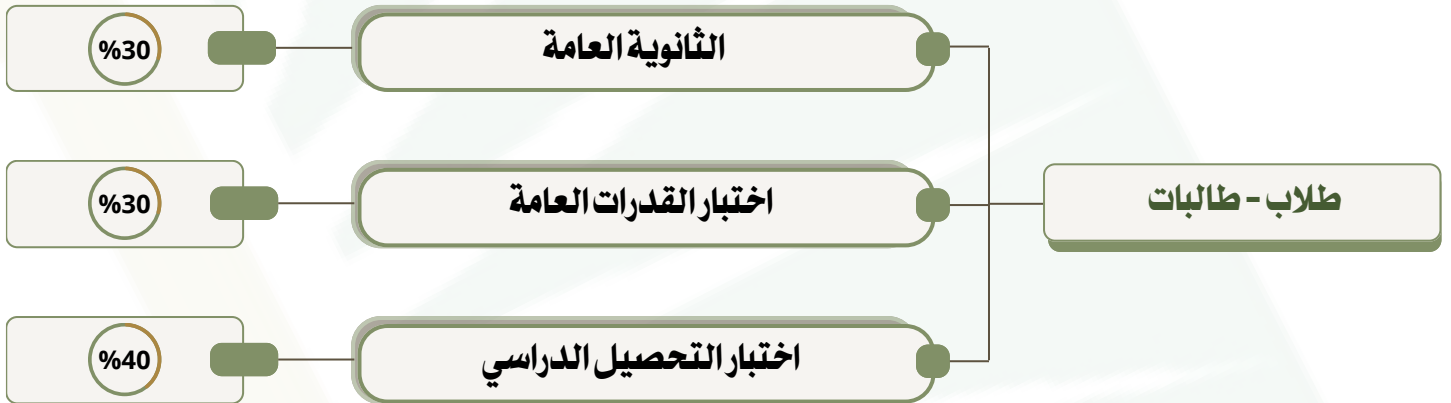 الثانوية العامة
%30
طلاب - طالبات
اختبار القدرات العامة
%30
اختبار التحصيل الدراسي
%40